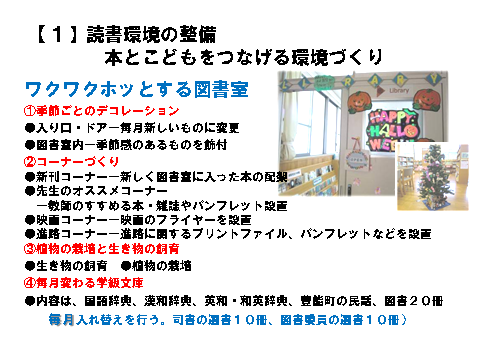 【１】読書環境の整備
本とこどもをつなげる環境づくり
ワクワクホッとする図書室
①季節ごとのデコレーション
●入り口・ドア―毎月新しいものに変更
●図書室内―季節感のあるものを飾付
②コーナーづくり
●新刊コーナー―新しく図書室に入った本の配架
●先生のオススメコーナー
―教師のすすめる本・雑誌やパンフレット設置
●映画コーナー―映画のフライヤーを設置
●進路コーナー―進路に関するプリントファイル、パンフレットなどを設置
③植物の栽培と生き物の飼育
●生き物の飼育　●植物の栽培
④毎月変わる学級文庫
●内容は、国語辞典、漢和辞典、英和・和英辞典、豊能町の民話、図書２０冊
毎月入れ替えを行う。司書の選書１０冊、図書委員の選書１０冊）
Library
HAPPY
HALLO
WEEN